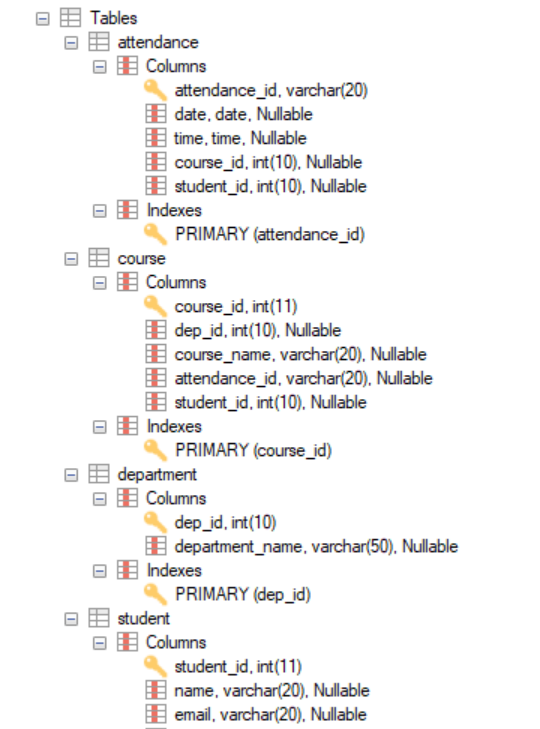 Tables
attendance
Columns
attendance_id, varchar(20)
date, date, Nullable
time, time, Nullable
course_id, int(10), Nullable
student_id, int(10), Nullable
Indexes
PRIMARY (attendance_id)
course
Columns
course_id, int(11)
dep_id, int(10), Nullable
course_name, varchar(20), Nullable
attendance_id, varchar(20), Nullable
student_id, int(10), Nullable
Indexes
PRIMARY (course_id)
department
Columns
dep_id, int(10)
department_name, varchar(50), Nullable
Indexes
PRIMARY (dep_id)
student
Columns
student_id, int(11)
name, varchar(20), Nullable
email, varchar(20), Nullable